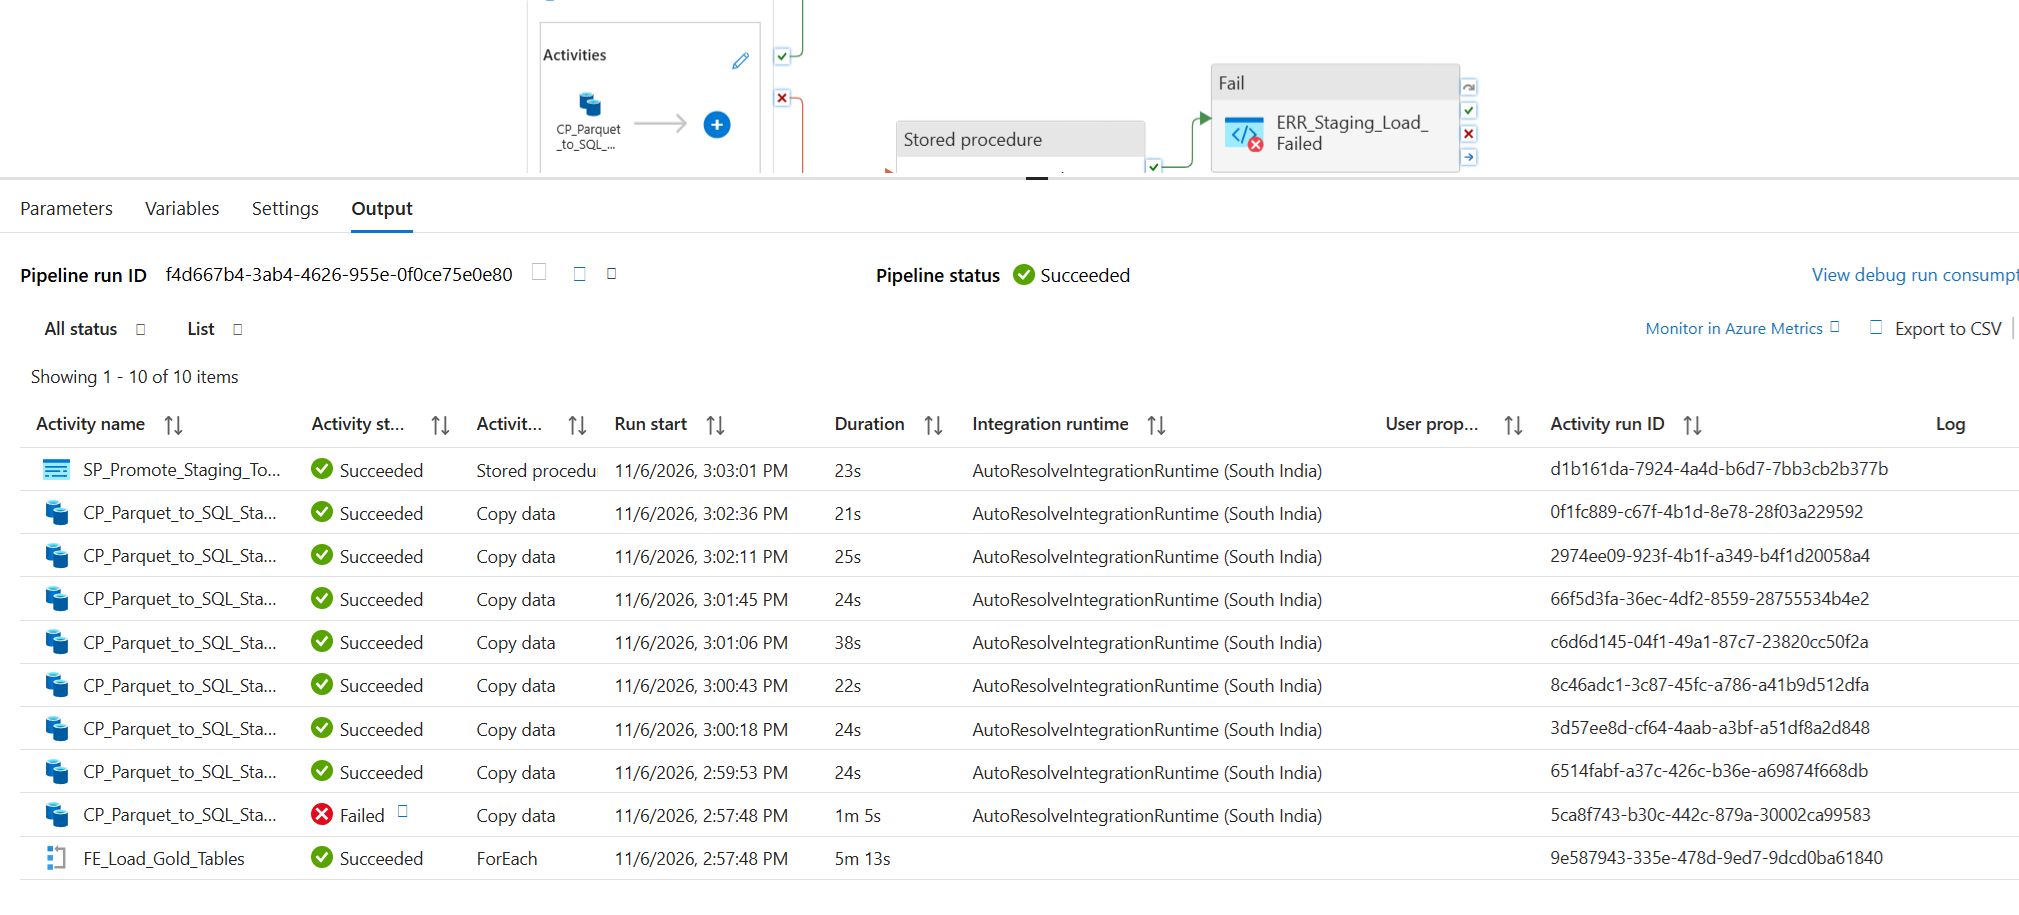 Activities
CP_Parquet
_to_SQL_...
Stored procedure
Fail
ERR_Staging_Load_
Failed
Parameters Variables Settings Output
Pipeline run ID f4d667b4-3ab4-4626-955e-0f0ce75e0e80 Pipeline status Succeeded View debug run consumpt
All status List Monitor in Azure Metrics Export to CSV
Showing 1 - 10 of 10 items
Activity name Activity st... Activit... Run start Duration Integration runtime User prop... Activity run ID Log
SP_Promote_Staging_To... Succeeded Stored procedu 11/6/2026, 3:03:01 PM 23s AutoResolveIntegrationRuntime (South India) d1b161da-7924-4a4d-b6d7-7bb3cb2b377b
CP_Parquet_to_SQL_Sta... Succeeded Copy data 11/6/2026, 3:02:36 PM 21s AutoResolveIntegrationRuntime (South India) 0f1fc889-c67f-4b1d-8e78-28f03a229592
CP_Parquet_to_SQL_Sta... Succeeded Copy data 11/6/2026, 3:02:11 PM 25s AutoResolveIntegrationRuntime (South India) 2974ee09-923f-4b1f-a349-b4f1d20058a4
CP_Parquet_to_SQL_Sta... Succeeded Copy data 11/6/2026, 3:01:45 PM 24s AutoResolveIntegrationRuntime (South India) 66f5d3fa-36ec-4df2-8559-28755534b4e2
CP_Parquet_to_SQL_Sta... Succeeded Copy data 11/6/2026, 3:01:06 PM 38s AutoResolveIntegrationRuntime (South India) c6d6d145-04f1-49a1-87c7-23820cc50f2a
CP_Parquet_to_SQL_Sta... Succeeded Copy data 11/6/2026, 3:00:43 PM 22s AutoResolveIntegrationRuntime (South India) 8c46adc1-3c87-45fc-a786-a41b9d512dfa
CP_Parquet_to_SQL_Sta... Succeeded Copy data 11/6/2026, 3:00:18 PM 24s AutoResolveIntegrationRuntime (South India) 3d57ee8d-cf64-4aab-a3bf-a51df8a2d848
CP_Parquet_to_SQL_Sta... Succeeded Copy data 11/6/2026, 2:59:53 PM 24s AutoResolveIntegrationRuntime (South India) 6514fabf-a37c-426c-b36e-a69874f668db
CP_Parquet_to_SQL_Sta... Failed Copy data 11/6/2026, 2:57:48 PM 1m 5s AutoResolveIntegrationRuntime (South India) 5ca8f743-b30c-442c-879a-30002ca99583
FE_Load_Gold_Tables Succeeded ForEach 11/6/2026, 2:57:48 PM 5m 13s 9e587943-335e-478d-9ed7-9dcd0ba61840